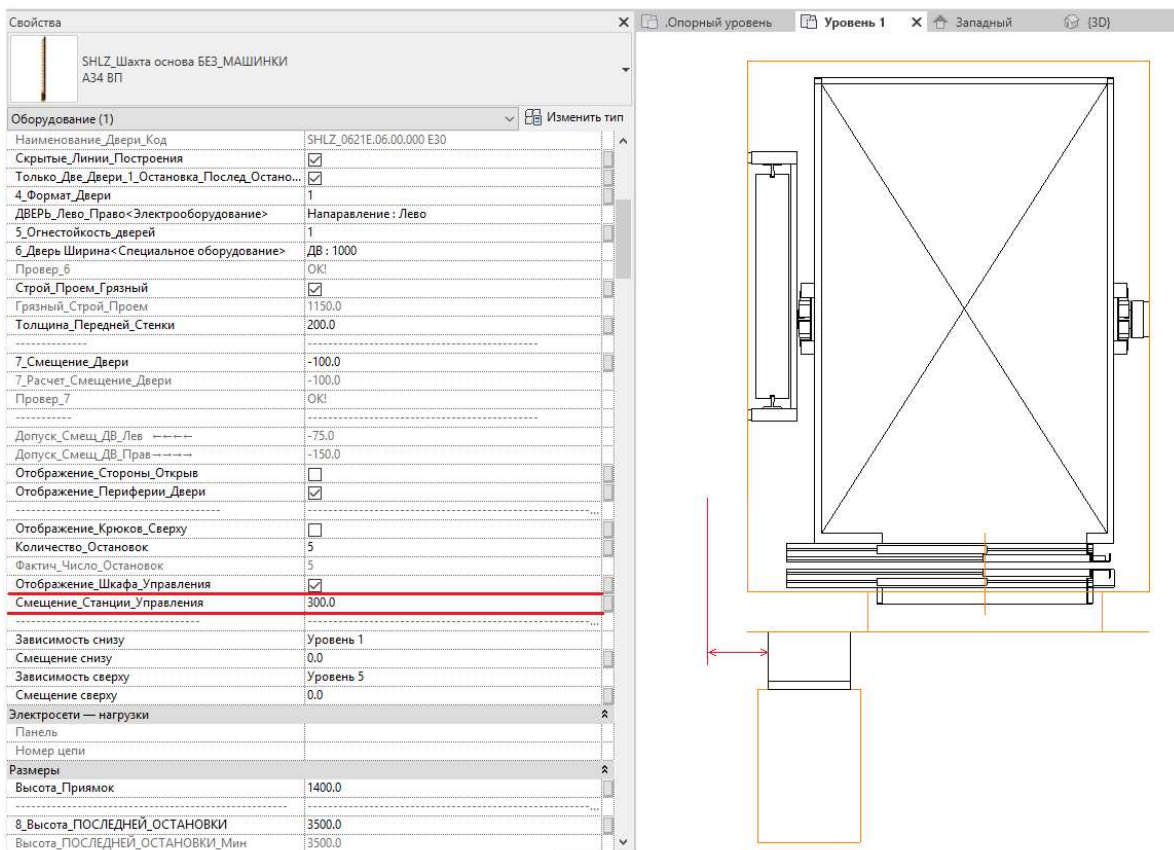 Свойства
.Опорный уровень
Уровень 1
Западный
{3D}
SHLZ_Шахта основа БЕЗ_МАШИНКИ
А34 ВП
Оборудование (1)
Изменить тип
Наименование_Двери_Код SHLZ_0621E.06.00.000 E30
Скрытые_Линии_Построения
Только_Две_Двери_1_Остановка_Послед_Остано...
4_Формат_Двери 1
ДВЕРЬ_Лево_Право<Электрооборудование> Напаравление : Лево
5_Огнестойкость_дверей 1
6_Дверь Ширина<Специальное оборудование> ДВ : 1000
Провер_6 OK!
Строй_Проем_Грязный
Грязный_Строй_Проем 1150.0
Толщина_Передней_Стенки 200.0
7_Смещение_Двери -100.0
7_Расчет_Смещение_Двери -100.0
Провер_7 OK!
Допуск_Смещ_ДВ_Лев ←←←← -75.0
Допуск_Смещ_ДВ_Прав→→→→ -150.0
Отображение_Стороны_Открыв
Отображение_Периферии_Двери
Отображение_Крюков_Сверху
Количество_Остановок 5
Фактич_Число_Остановок 5
Отображение_Шкафа_Управления
Смещение_Станции_Управления 300.0
Зависимость снизу Уровень 1
Смещение снизу 0.0
Зависимость сверху Уровень 5
Смещение сверху 0.0
Электросети — нагрузки
Панель
Номер цепи
Размеры
Высота_Приямок 1400.0
8_Высота_ПОСЛЕДНЕЙ_ОСТАНОВКИ 3500.0
Высота_ПОСЛЕДНЕЙ_ОСТАНОВКИ_Мин 3500.0